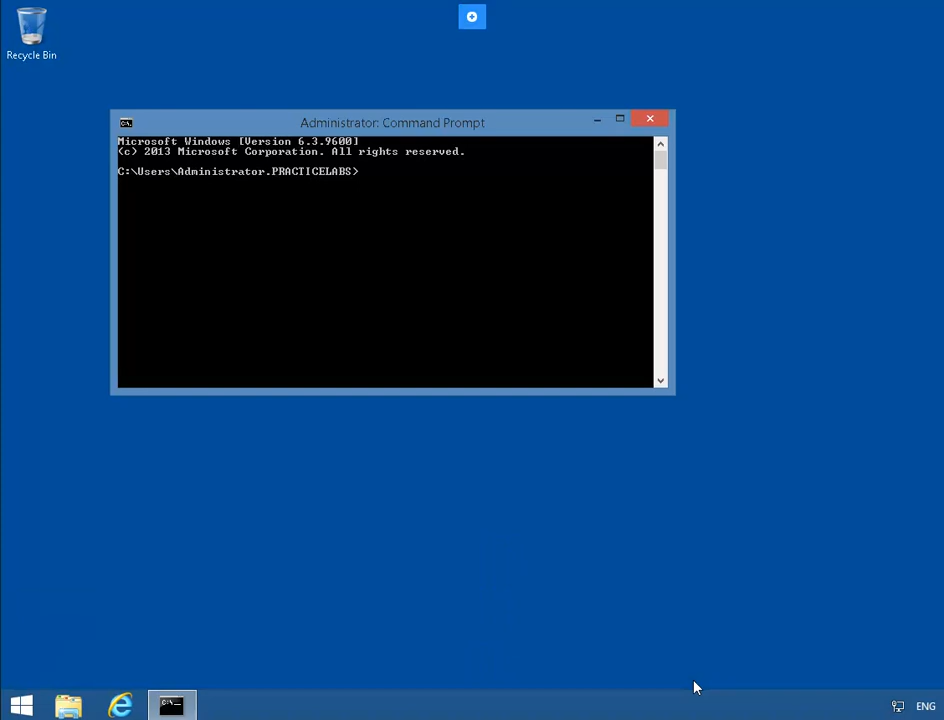 Recycle Bin
Administrator: Command Prompt
Microsoft Windows [Version 6.3.9600]
(c) 2013 Microsoft Corporation. All rights reserved.
C:\Users\Administrator.PRACTICELABS>
ENG